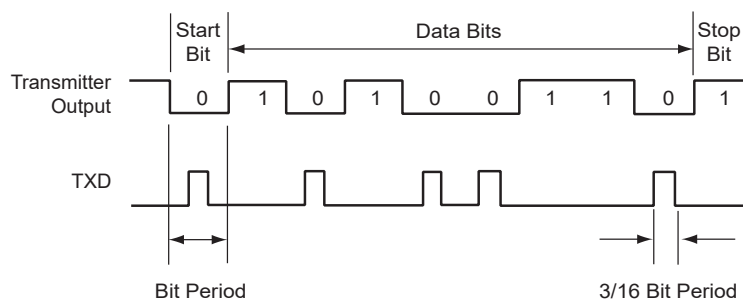 Start
Bit
Data Bits
Stop
Bit
Transmitter
Output
0 1 0 1 0 0 1 1 0 1
TXD
Bit Period
3/16 Bit Period